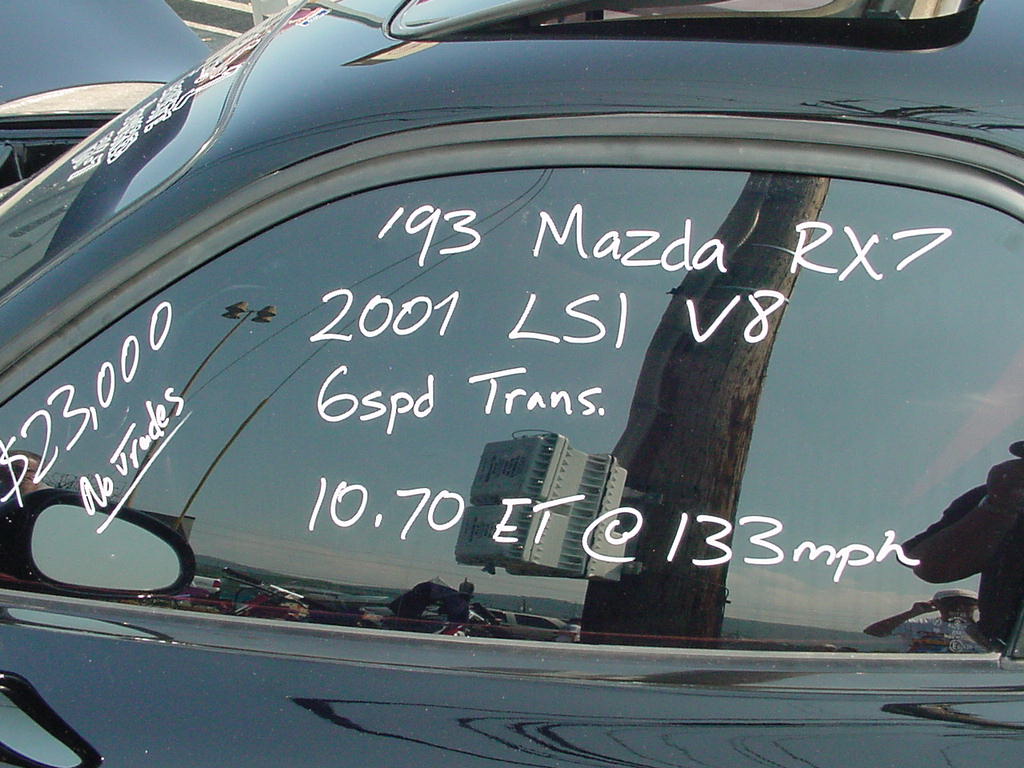 '93 Mazda RX7
2001 LS1 V8
6spd Trans.
10.70 ET @ 133mph
$23,000
No Trades